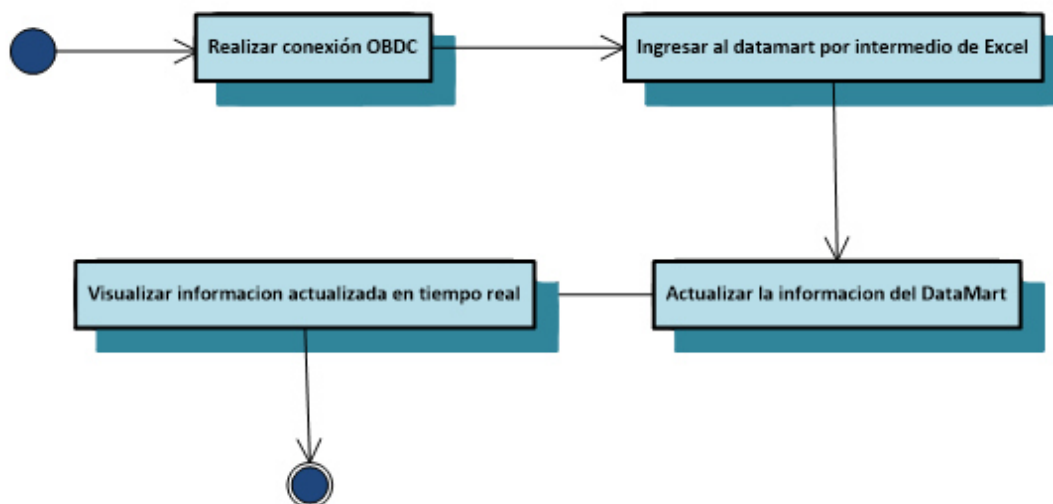 Realizar conexión OBDC
Ingresar al datamart por intermedio de Excel
Actualizar la informacion del DataMart
Visualizar informacion actualizada en tiempo real